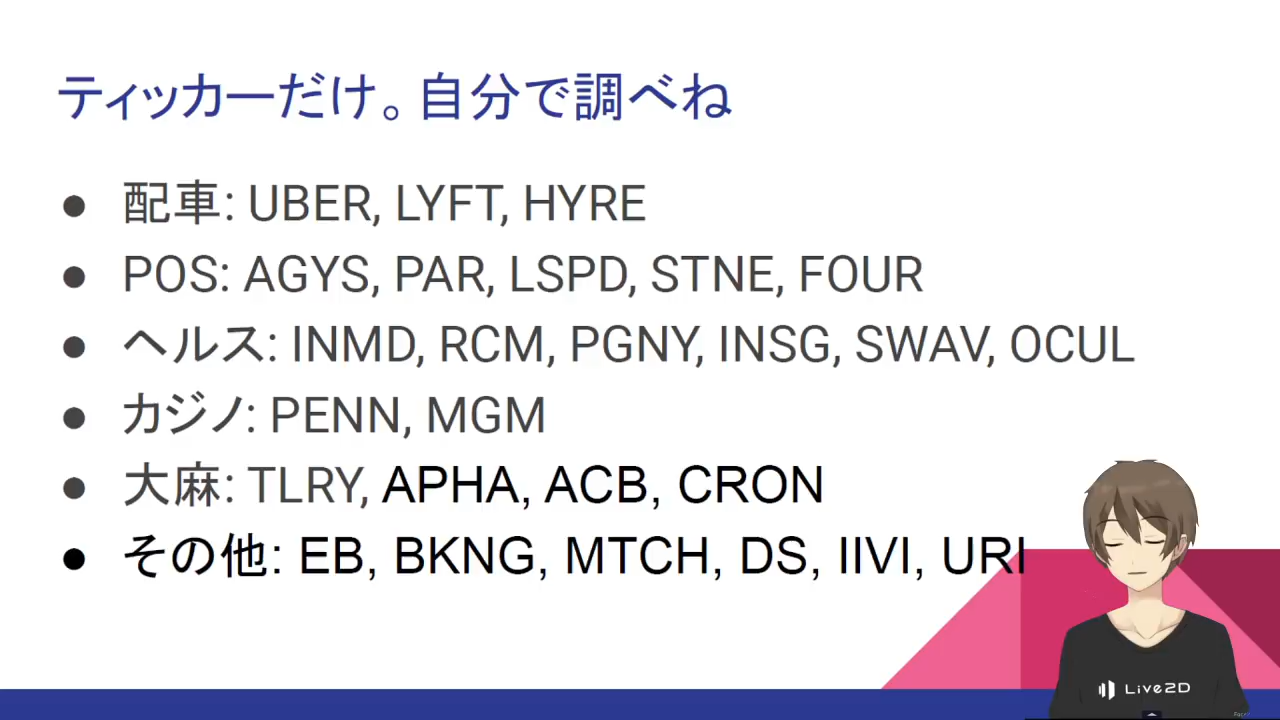 ティッカーだけ。自分で調べね
● 配車: UBER, LYFT, HYRE
● POS: AGYS, PAR, LSPD, STNE, FOUR
● ヘルス: INMD, RCM, PGNY, INSG, SWAV, OCUL
● カジノ: PENN, MGM
● 大麻: TLRY, APHA, ACB, CRON
● その他: EB, BKNG, MTCH, DS, IIVI, URI
Live2D